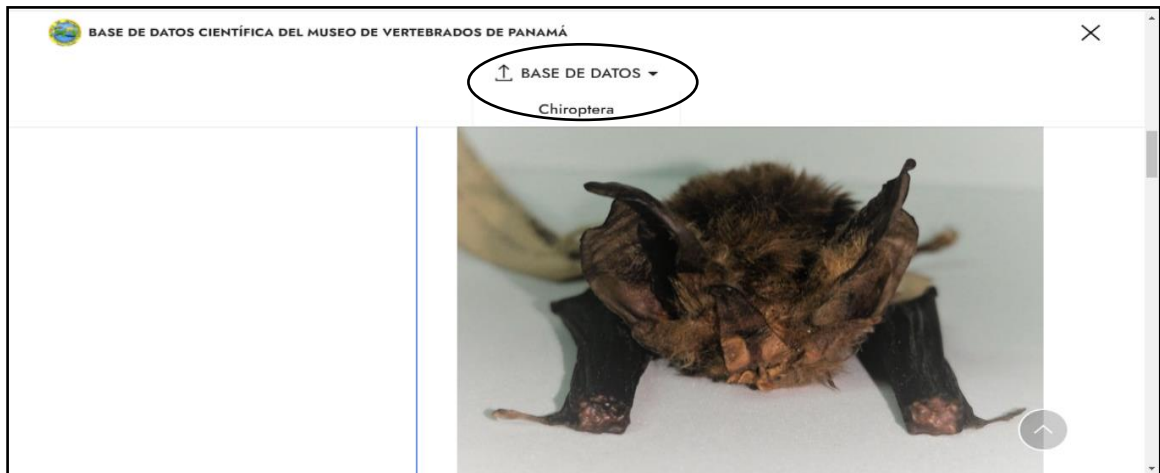 BASE DE DATOS CIENTÍFICA DEL MUSEO DE VERTEBRADOS DE PANAMÁ
BASE DE DATOS
Chiroptera